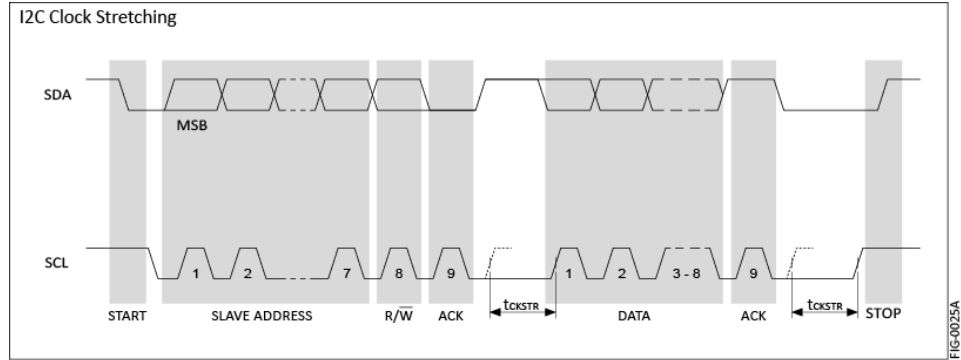 I2C Clock Stretching
SDA
MSB
SCL
1 2 7 8 9 1 2 3 - 8 9
START SLAVE ADDRESS R/W̅ ACK tCKSTR DATA ACK tCKSTR STOP
FIG-0025A